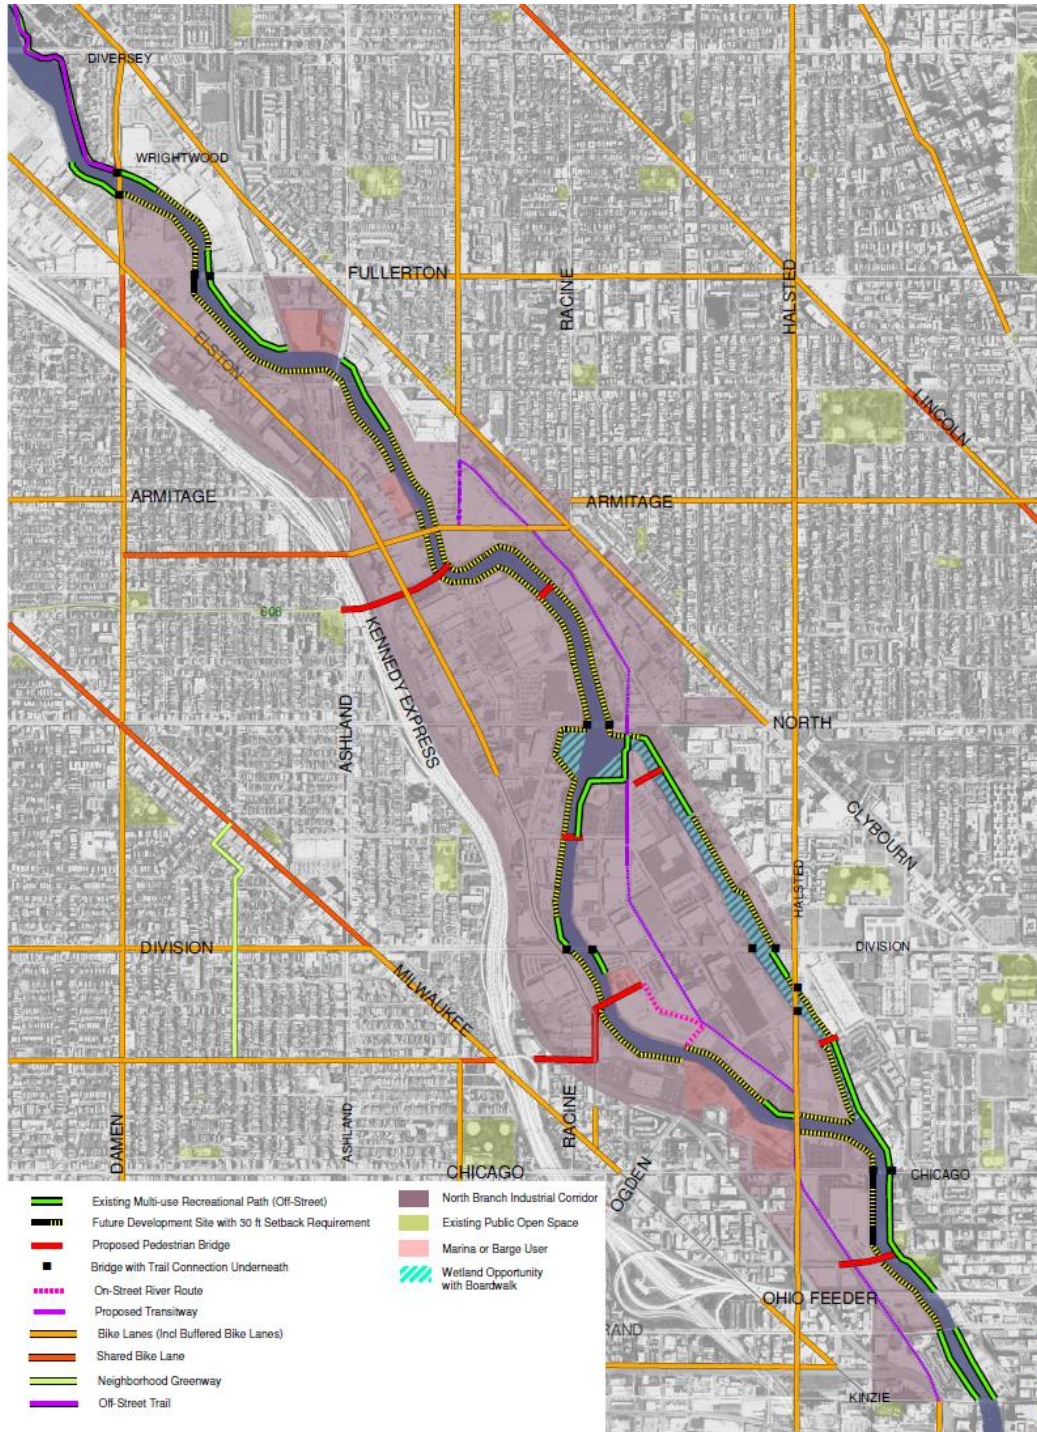 DIVERSEY
WRIGHTWOOD
FULLERTON
RACINE
HALSTED
ELSTON
LINCOLN
ARMITAGE
ARMITAGE
606
KENNEDY EXPRESS
ASHLAND
NORTH
CLYBOURN
HALSTED
DIVISION
DIVISION
MILWAUKEE
DAMEN
ASHLAND
RACINE
CHICAGO
OGDEN
CHICAGO
OHIO FEEDER
RAND
KINZIE
Existing Multi-use Recreational Path (Off-Street)
Future Development Site with 30 ft Setback Requirement
Proposed Pedestrian Bridge
Bridge with Trail Connection Underneath
On-Street River Route
Proposed Transitway
Bike Lanes (Incl Buffered Bike Lanes)
Shared Bike Lane
Neighborhood Greenway
Off-Street Trail
North Branch Industrial Corridor
Existing Public Open Space
Marina or Barge User
Wetland Opportunity
with Boardwalk